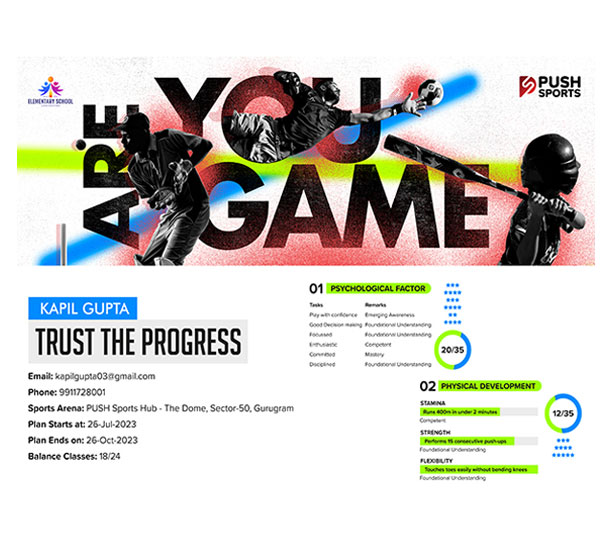 ELEMENTARY SCHOOL
ARE YOU GAME
PUSH
SPORTS
KAPIL GUPTA
TRUST THE PROGRESS
Email: kapilgupta03@gmail.com
Phone: 9911728001
Sports Arena: PUSH Sports Hub - The Dome, Sector-50, Gurugram
Plan Starts at: 26-Jul-2023
Plan Ends on: 26-Oct-2023
Balance Classes: 18/24
01 PSYCHOLOGICAL FACTOR
Tasks Remarks
Play with confidence Emerging Awareness
Good Decision making Foundational Understanding
Focussed Foundational Understanding
Enthusiastic Competent
Committed Mastery
Disciplined Foundational Understanding
20/35
02 PHYSICAL DEVELOPMENT
STAMINA
Runs 400m in under 2 minutes
Competent
STRENGTH
Performs 15 consecutive push-ups
Foundational Understanding
FLEXIBILITY
Touches toes easily without bending knees
Foundational Understanding
12/35